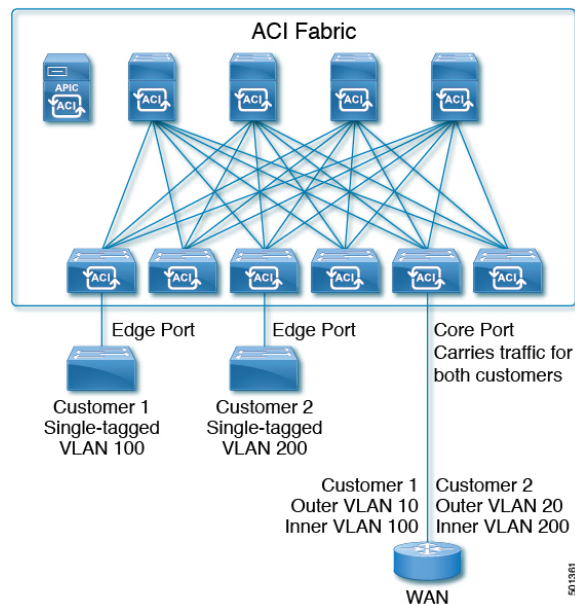 ACI Fabric
APIC
ACI
ACI
ACI
ACI
ACI
ACI
ACI
ACI
ACI
ACI
ACI
Edge Port
Edge Port
Core Port
Carries traffic for
both customers
Customer 1
Single-tagged
VLAN 100
Customer 2
Single-tagged
VLAN 200
Customer 1
Outer VLAN 10
Inner VLAN 100
Customer 2
Outer VLAN 20
Inner VLAN 200
WAN
501361